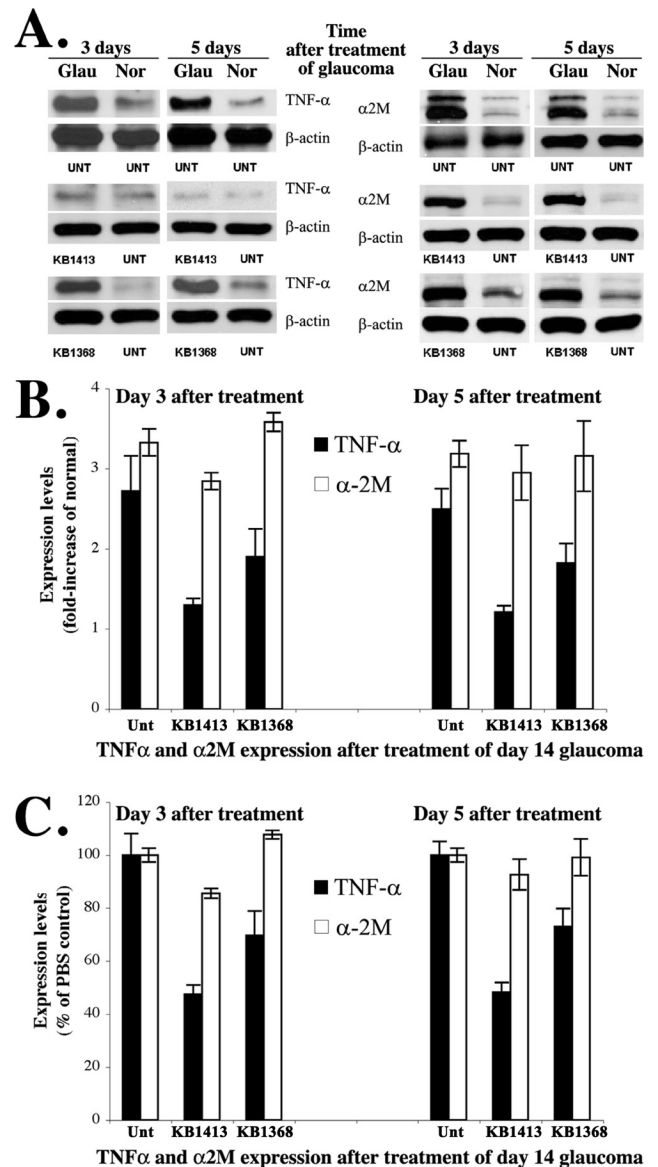 A.
Time
after treatment
of glaucoma
3 days 5 days
Glau Nor Glau Nor
3 days 5 days
Glau Nor Glau Nor
TNF-α α2M
β-actin β-actin
UNT UNT UNT UNT UNT UNT UNT UNT
TNF-α α2M
β-actin β-actin
KB1413 UNT KB1413 UNT KB1413 UNT KB1413 UNT
TNF-α α2M
β-actin β-actin
KB1368 UNT KB1368 UNT KB1368 UNT KB1368 UNT
B.
Day 3 after treatment Day 5 after treatment
TNF-α
α-2M
Expression levels
(fold-increase of normal)
4
3
2
1
0
Unt KB1413 KB1368 Unt KB1413 KB1368
TNFα and α2M expression after treatment of day 14 glaucoma
C.
Day 3 after treatment Day 5 after treatment
TNF-α
α-2M
Expression levels
(% of PBS control)
120
100
80
60
40
20
0
Unt KB1413 KB1368 Unt KB1413 KB1368
TNFα and α2M expression after treatment of day 14 glaucoma